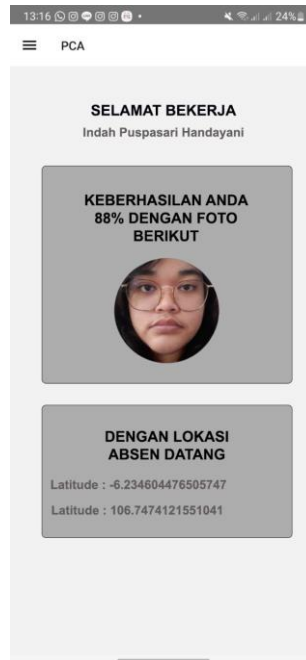 13:16 24%
PCA
SELAMAT BEKERJA
Indah Puspasari Handayani
KEBERHASILAN ANDA
88% DENGAN FOTO
BERIKUT
DENGAN LOKASI
ABSEN DATANG
Latitude : -6.234604476505747
Latitude : 106.7474121551041